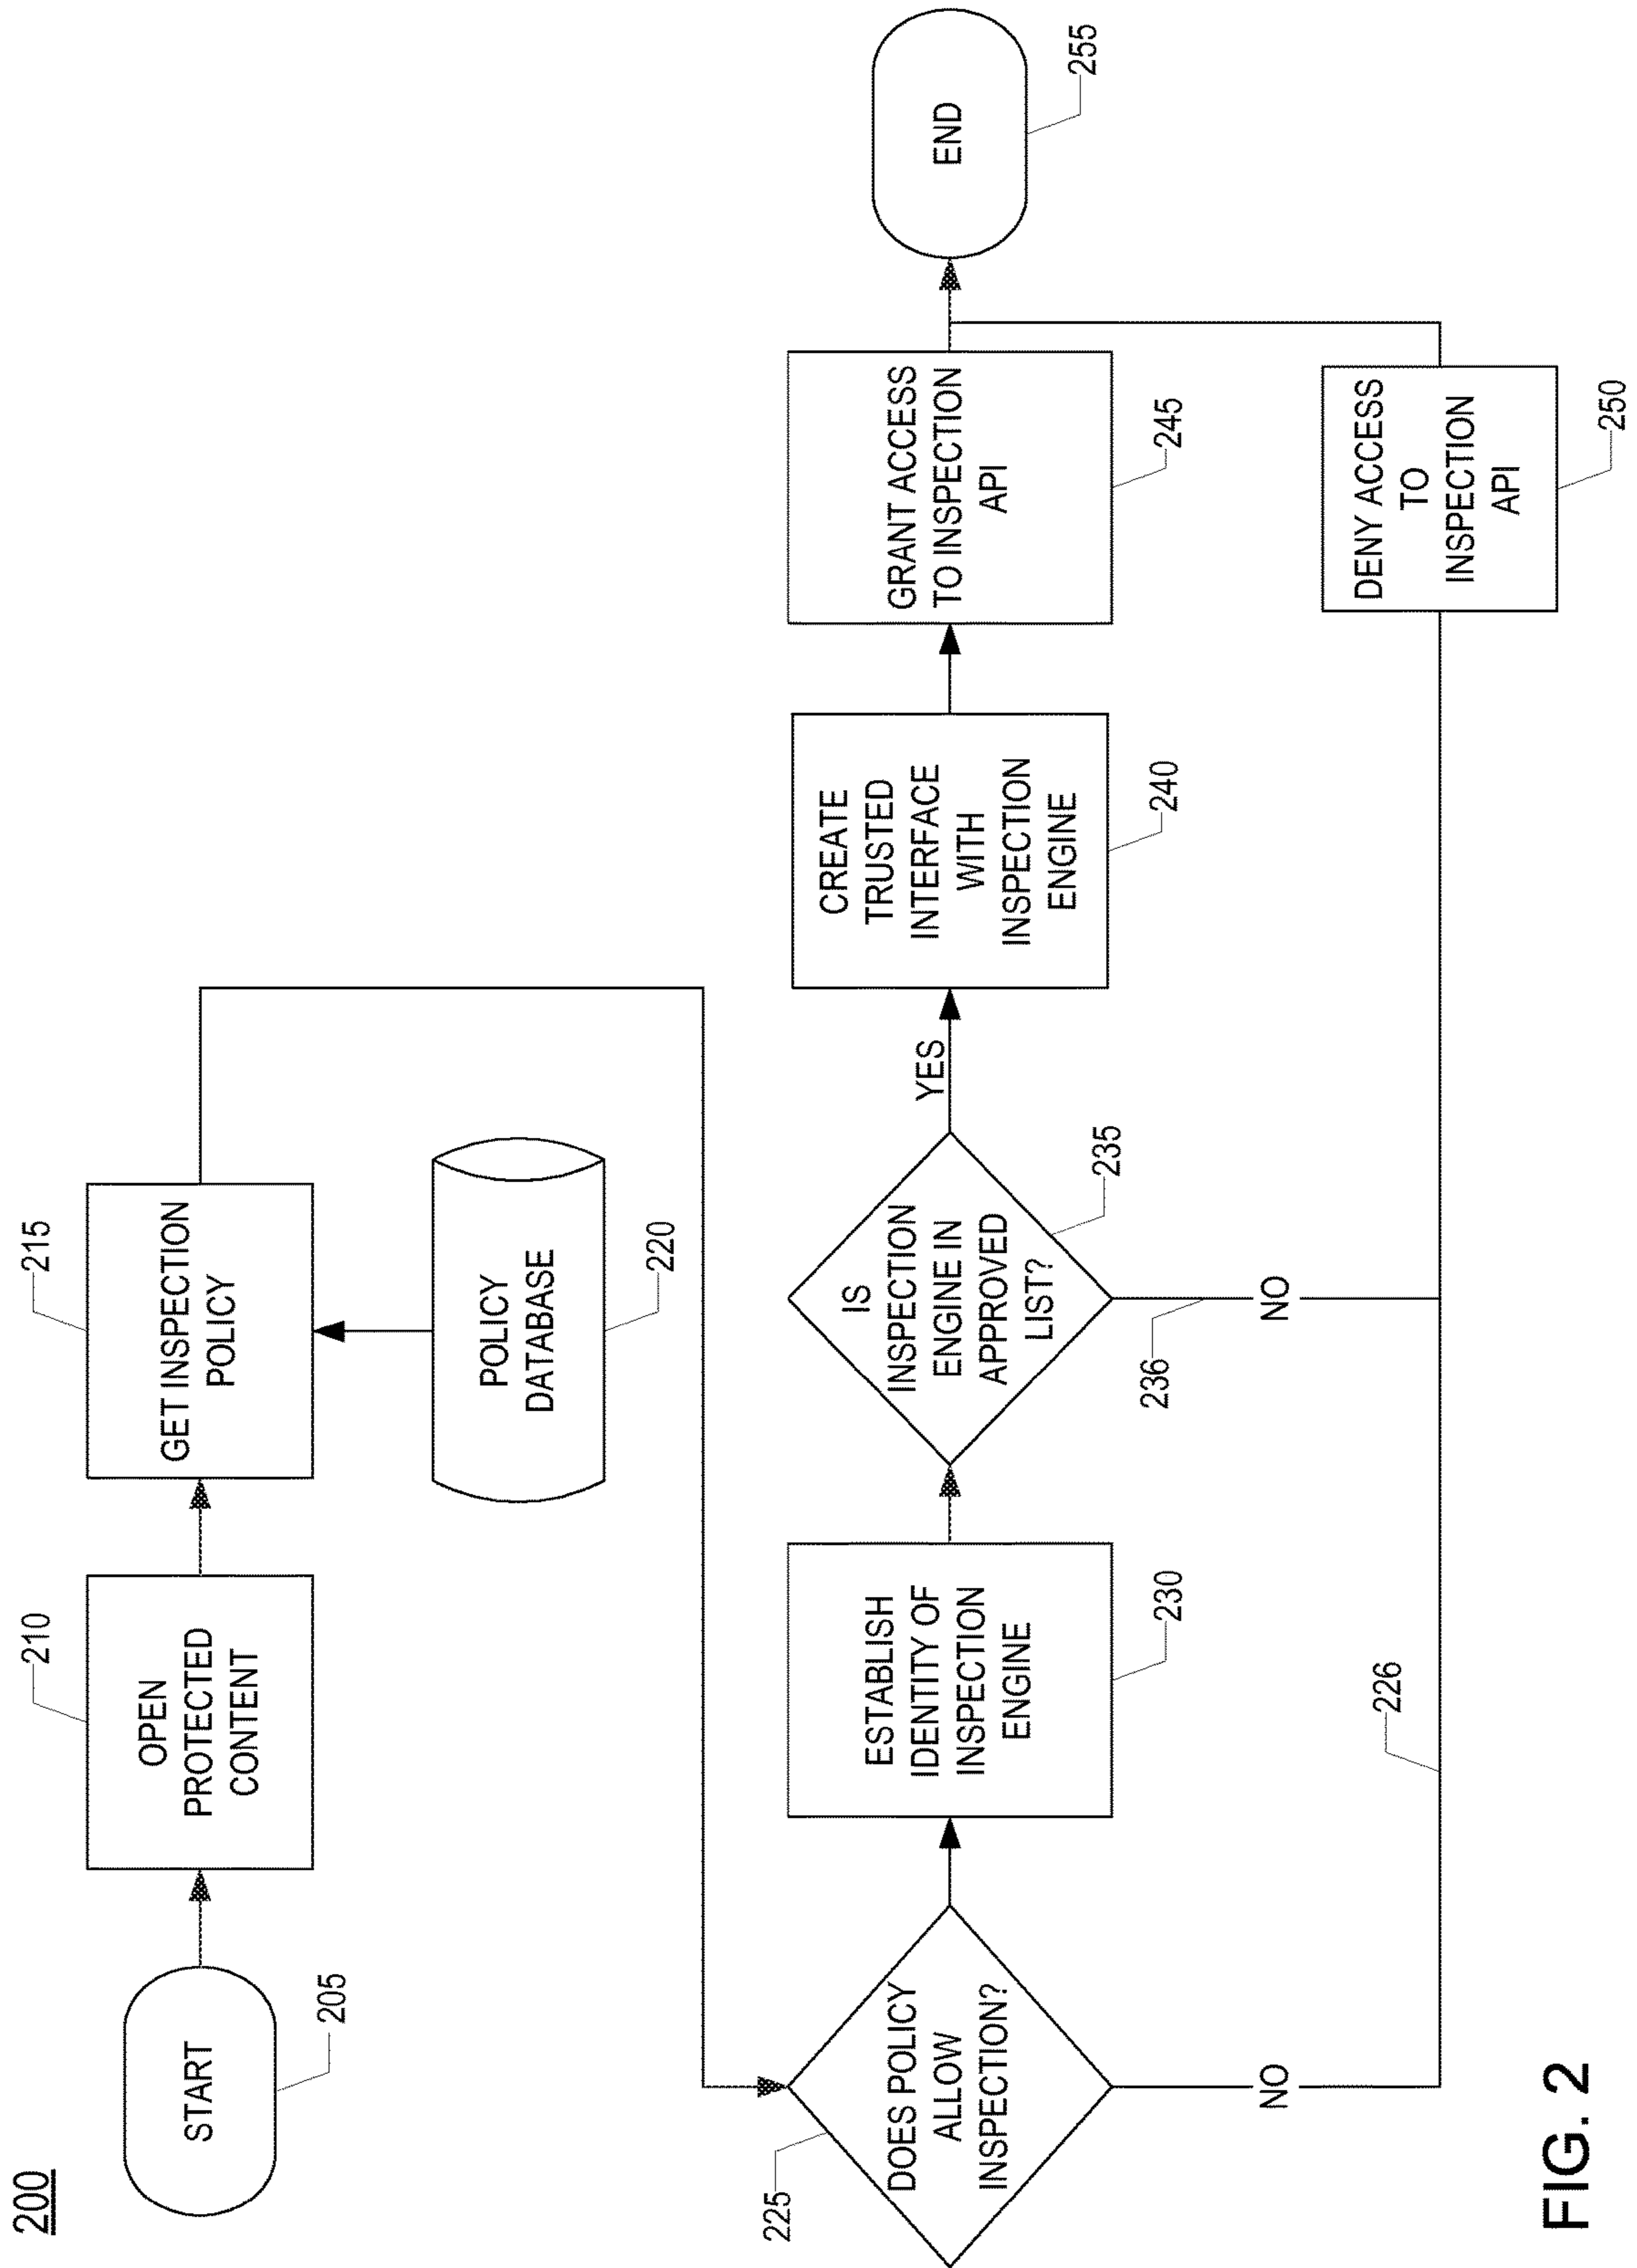 200
START
205
OPEN
PROTECTED
CONTENT
210
GET INSPECTION
POLICY
215
POLICY
DATABASE
220
DOES POLICY
ALLOW
INSPECTION?
225
NO
226
ESTABLISH
IDENTITY OF
INSPECTION
ENGINE
230
IS
INSPECTION
ENGINE IN
APPROVED
LIST?
235
YES
236
NO
CREATE
TRUSTED
INTERFACE
WITH
INSPECTION
ENGINE
240
GRANT ACCESS
TO INSPECTION
API
245
DENY ACCESS
TO
INSPECTION
API
250
END
255
FIG. 2